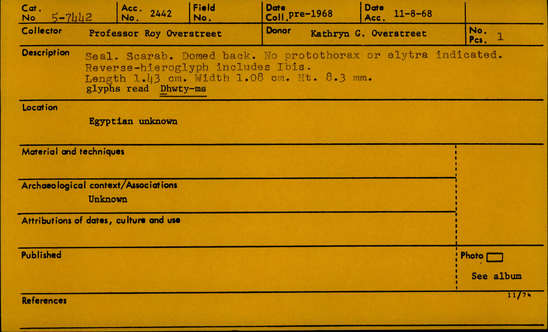 Cat. No 5-7442 Acc. No. 2442 Field No. Date Coll. pre-1968 Date Acc. 11-8-68
Collector Professor Roy Overstreet Donor Kathryn G. Overstreet No. Pcs. 1
Description Seal. Scarab. Domed back. No protothorax or elytra indicated.
Reverse-hieroglyph includes Ibis.
Length 1.43 cm. Width 1.08 cm. Ht. 8.3 mm.
glyphs read Dhwty-ms
Location
Egyptian unknown
Material and techniques
Archaeological context/Associations
Unknown
Attributions of dates, culture and use
Published
Photo
See album
References
11/74